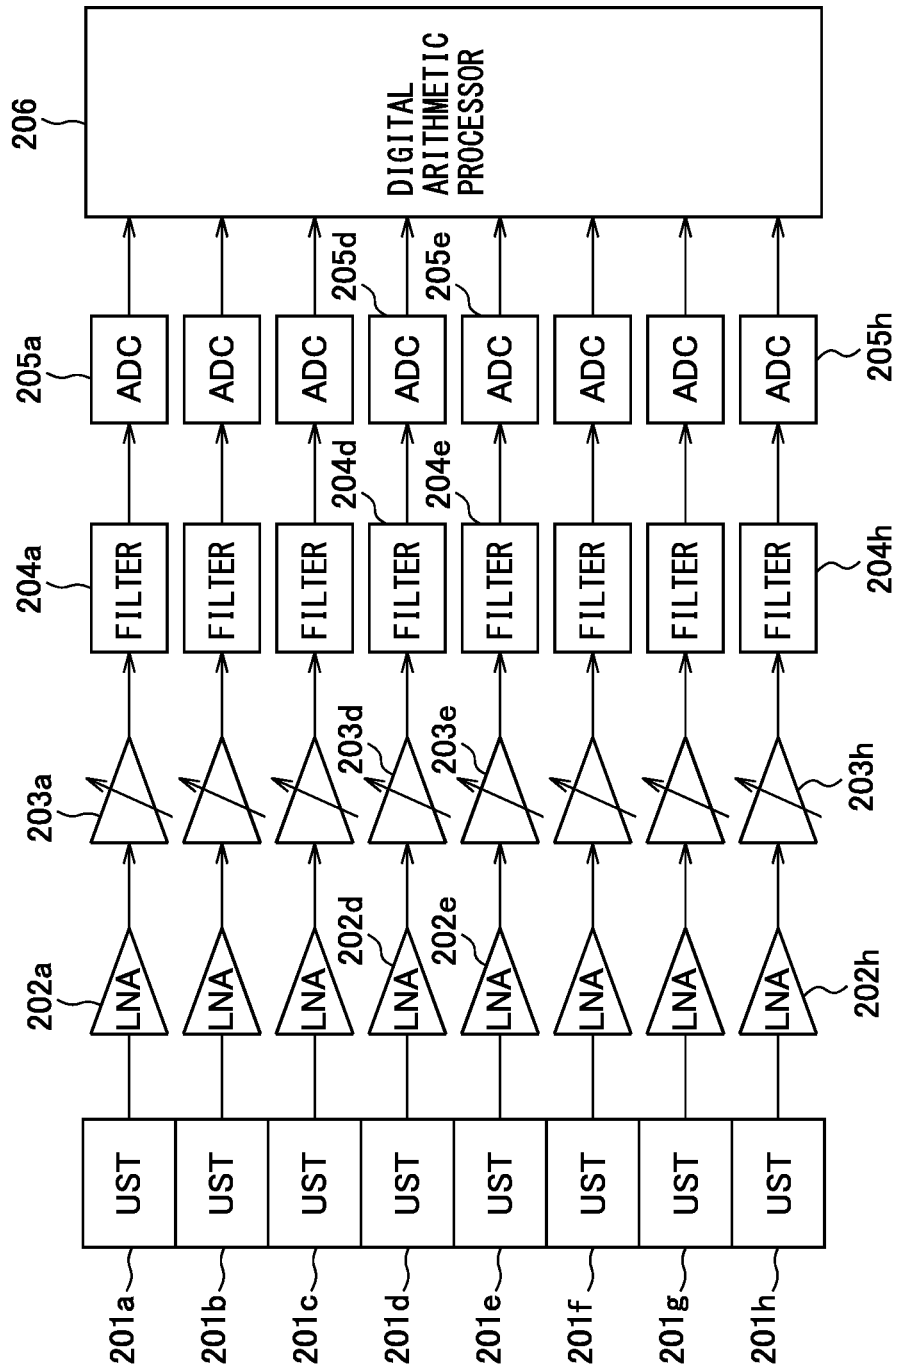 206
DIGITAL
ARITHMETIC
PROCESSOR
205a
205d
205e
205h
ADC
ADC
ADC
ADC
ADC
ADC
ADC
ADC
204a
204d
204e
204h
FILTER
FILTER
FILTER
FILTER
FILTER
FILTER
FILTER
FILTER
203a
203d
203e
203h
202a
202d
202e
202h
LNA
LNA
LNA
LNA
LNA
LNA
LNA
LNA
UST
UST
UST
UST
UST
UST
UST
UST
201a
201b
201c
201d
201e
201f
201g
201h